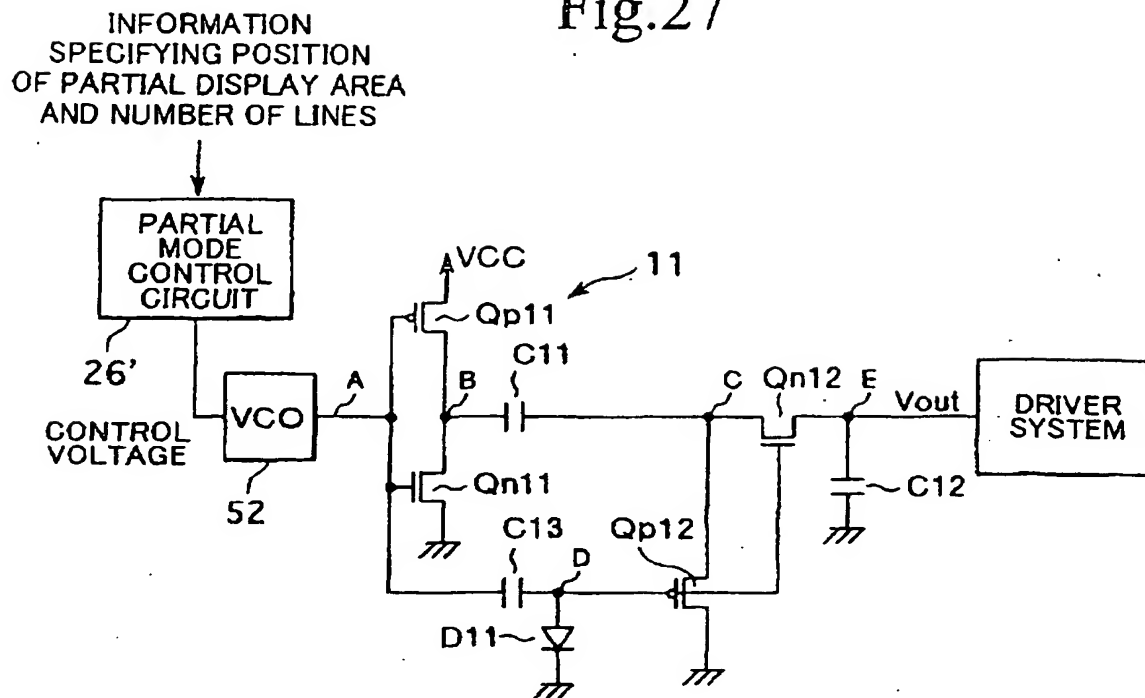 Fig.27
INFORMATION
SPECIFYING POSITION
OF PARTIAL DISPLAY AREA
AND NUMBER OF LINES
PARTIAL
MODE
CONTROL
CIRCUIT
26'
CONTROL
VOLTAGE
VCO
52
A
VCC
11
Qp11
B
C11
Qn11
C
Qn12
E
Vout
DRIVER
SYSTEM
C12
C13
D
Qp12
D11